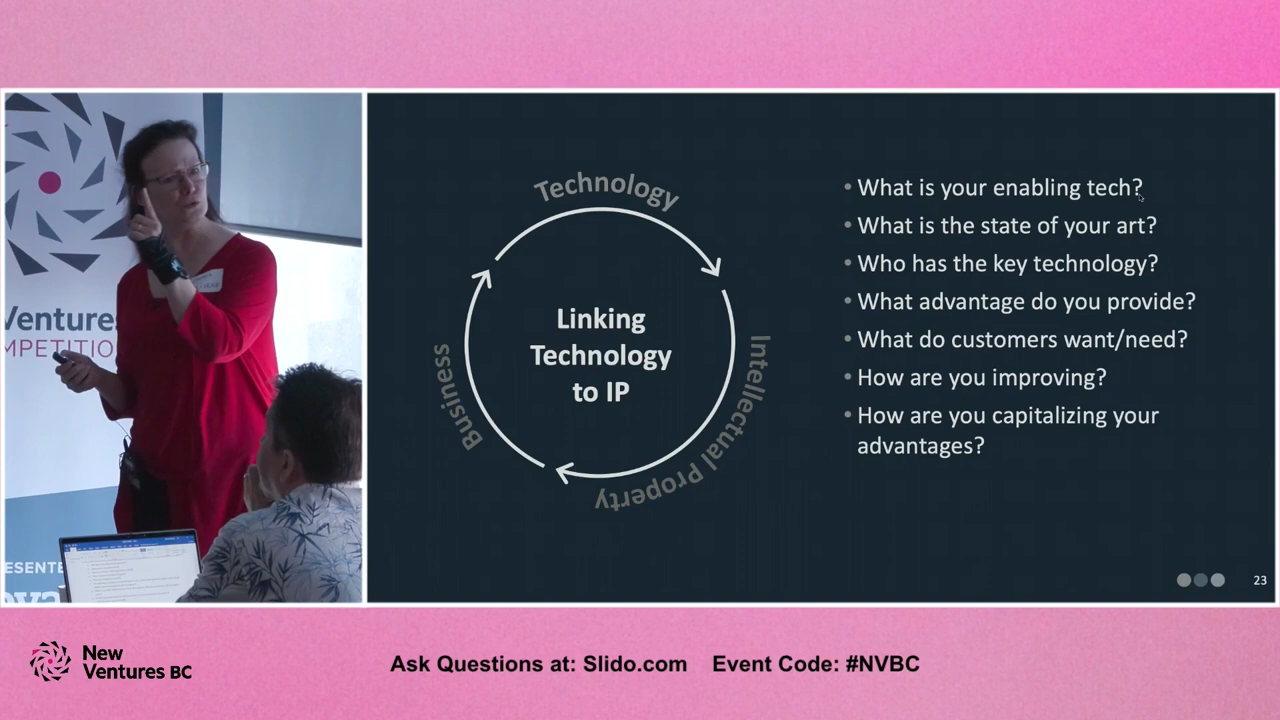 Ventures
MPETITIO
ESENTE
Technology
Business
Linking
Technology
to IP
Intellectual Property
• What is your enabling tech?
• What is the state of your art?
• Who has the key technology?
• What advantage do you provide?
• What do customers want/need?
• How are you improving?
• How are you capitalizing your
advantages?
23
New
Ventures BC
Ask Questions at: Slido.com Event Code: #NVBC